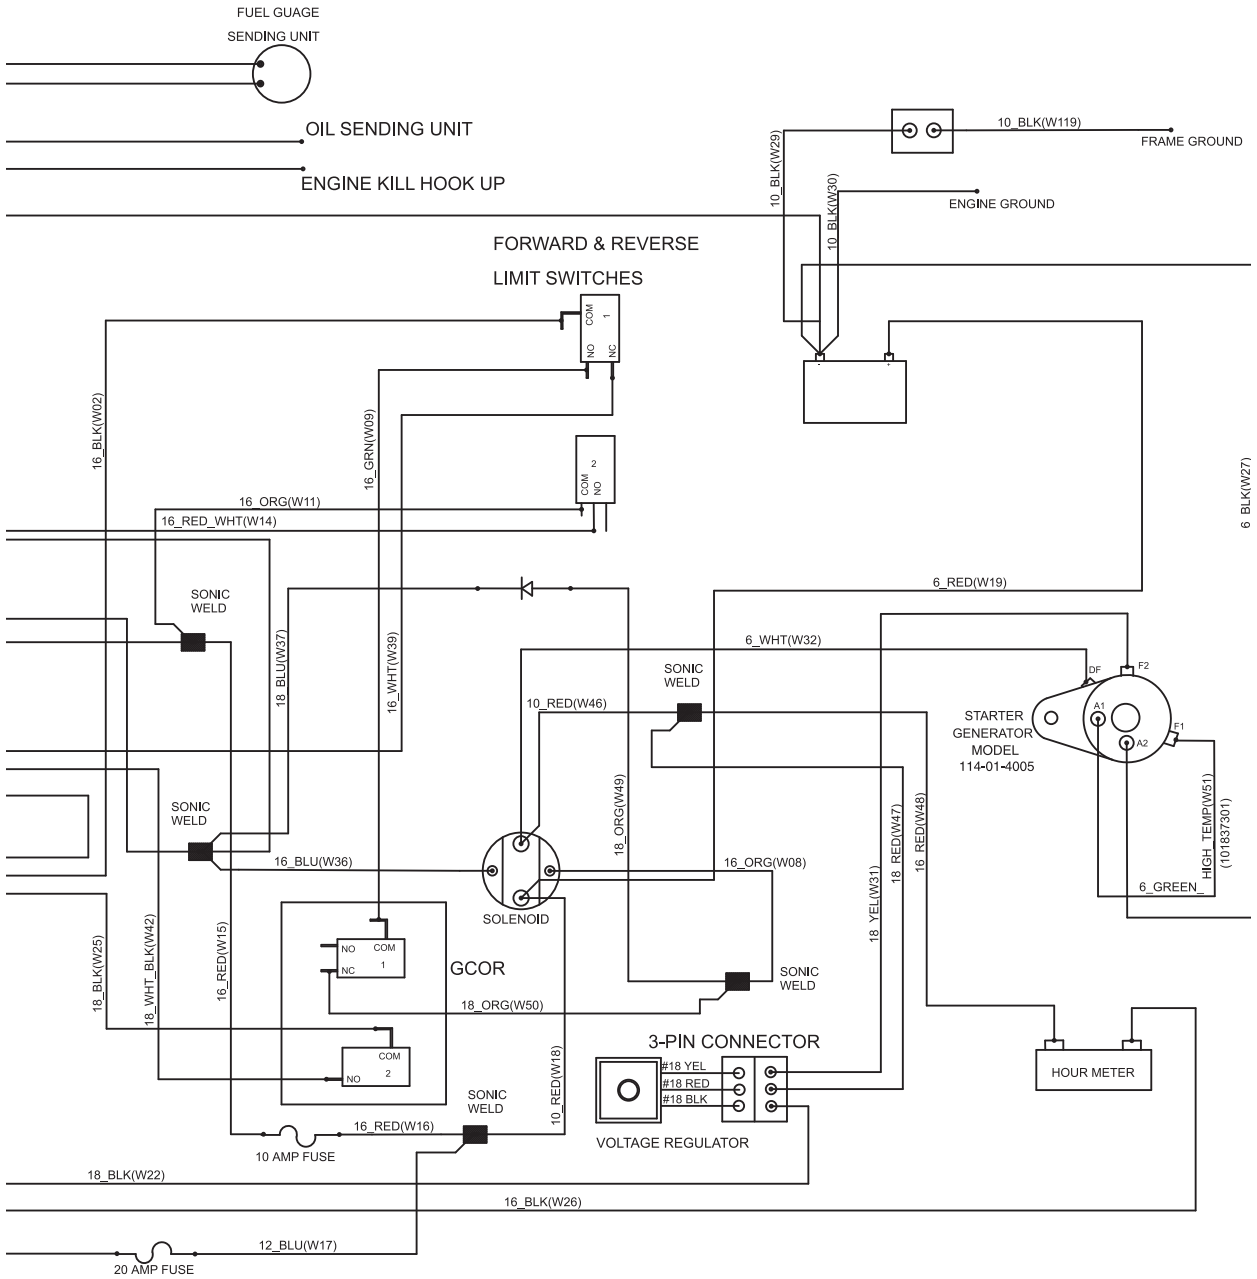 FUEL GUAGE
SENDING UNIT
OIL SENDING UNIT
ENGINE KILL HOOK UP
10_BLK(W29)
10_BLK(W119)
FRAME GROUND
10_BLK(W30)
ENGINE GROUND
FORWARD & REVERSE
LIMIT SWITCHES
COM
1
NO
NC
-
+
16_BLK(W02)
16_GRN(W09)
2
COM
NO
6_BLK(W27)
16_ORG(W11)
16_RED_WHT(W14)
SONIC
WELD
18_BLU(W37)
16_WHT(W39)
6_RED(W19)
6_WHT(W32)
SONIC
WELD
10_RED(W46)
DF
F2
A1
A2
F1
STARTER
GENERATOR
MODEL
114-01-4005
SONIC
WELD
18_ORG(W49)
18_YEL(W31)
18_RED(W47)
16_RED(W48)
HIGH_TEMP(W51)
(101837301)
6_GREEN_
16_BLU(W36)
16_ORG(W08)
SOLENOID
18_BLK(W25)
18_WHT_BLK(W42)
16_RED(W15)
NO
COM
NC
1
GCOR
SONIC
WELD
18_ORG(W50)
COM
NO
2
10_RED(W18)
3-PIN CONNECTOR
#18 YEL
#18 RED
#18 BLK
HOUR METER
VOLTAGE REGULATOR
SONIC
WELD
16_RED(W16)
10 AMP FUSE
18_BLK(W22)
16_BLK(W26)
12_BLU(W17)
20 AMP FUSE